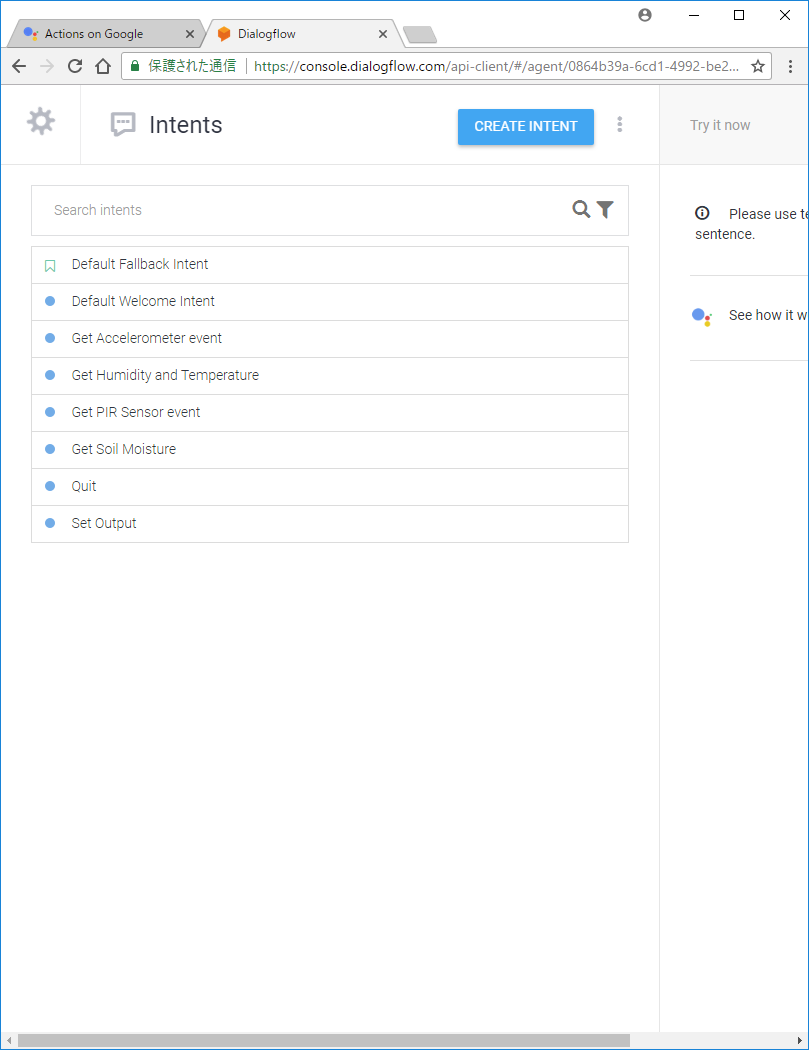 Actions on Google
Dialogflow
保護された通信
https://console.dialogflow.com/api-client/#/agent/0864b39a-6cd1-4992-be2...
Intents
CREATE INTENT
Try it now
Search intents
Please use te
sentence.
Default Fallback Intent
Default Welcome Intent
See how it w
Get Accelerometer event
Get Humidity and Temperature
Get PIR Sensor event
Get Soil Moisture
Quit
Set Output